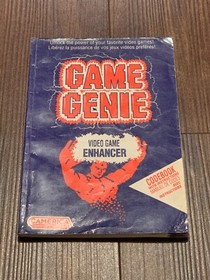 Unlock the power of your favorite video games!
Libérez la puissance de vos jeux vidéos préférés!
GAME
GENIE
VIDEO GAME
ENHANCER
CODEBOOK
CAMERICA